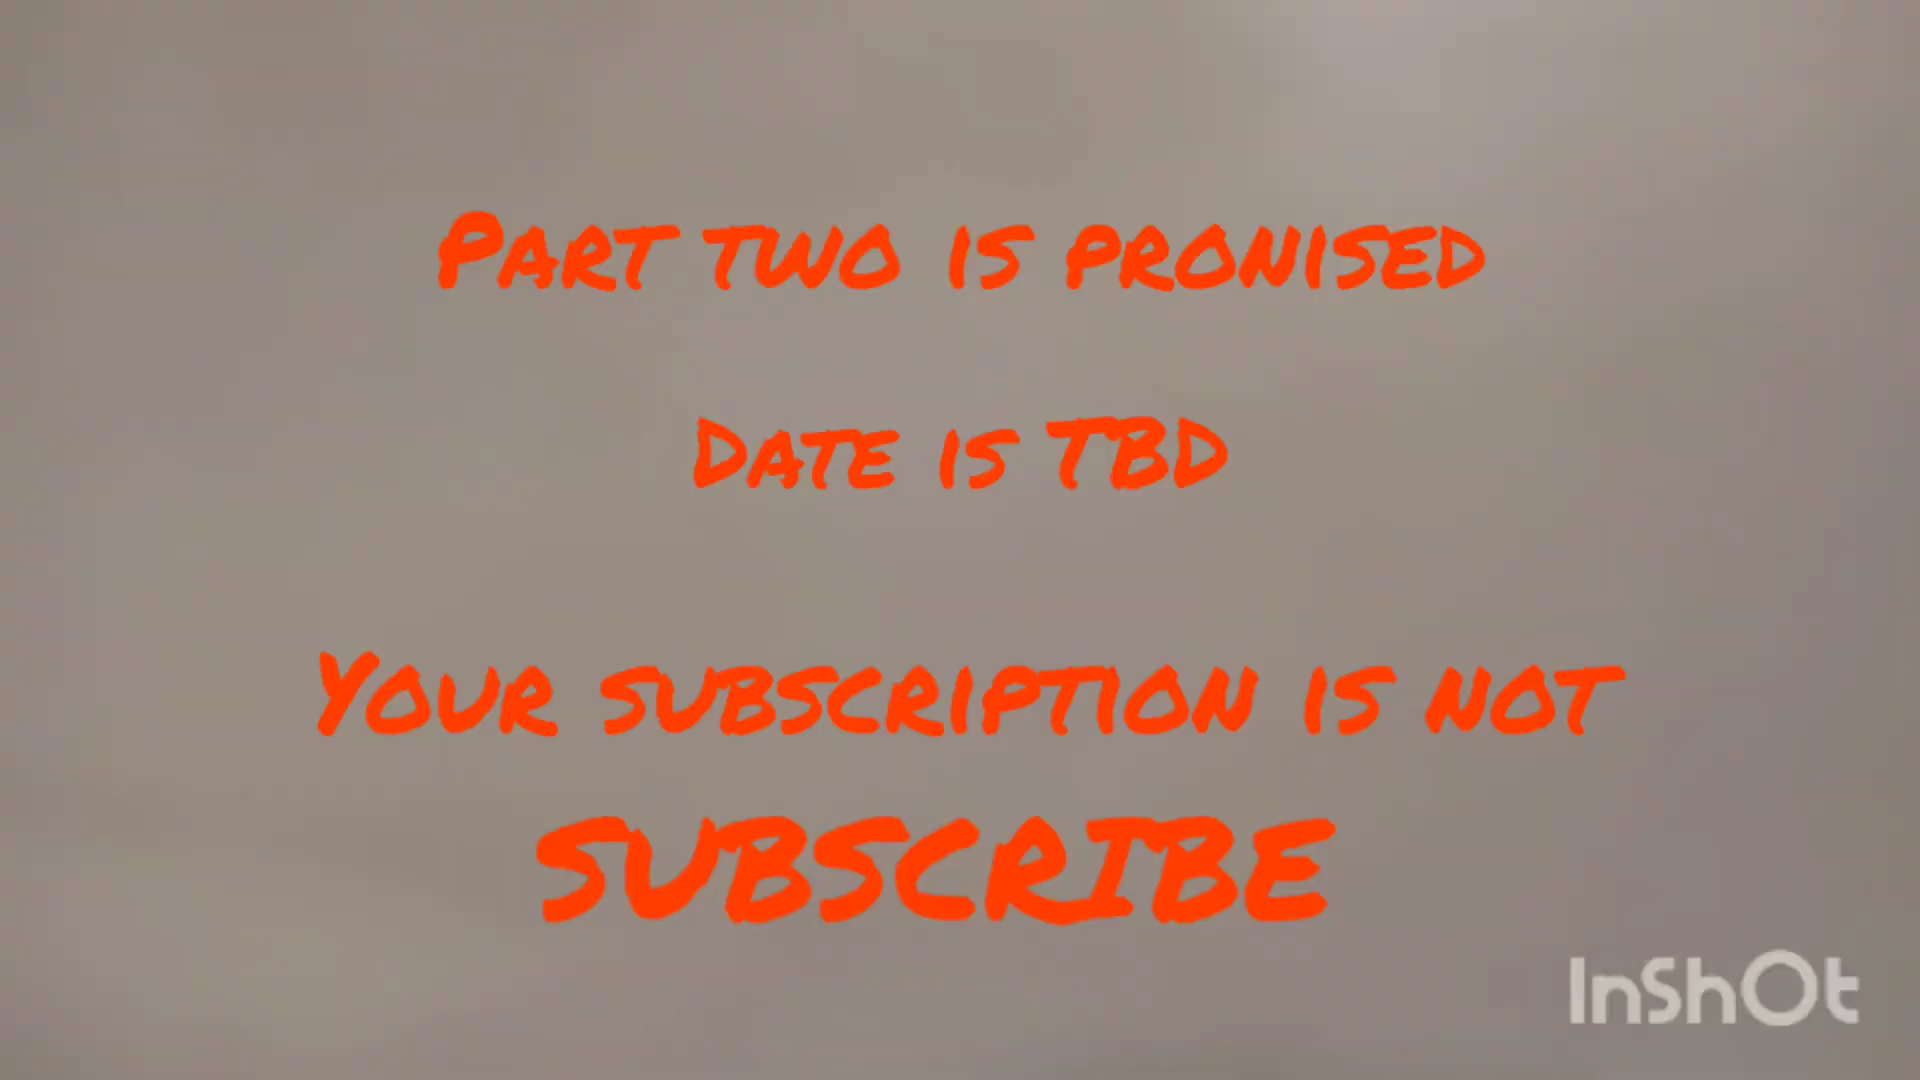 Part two is pronised
Date is TBD
Your subscription is not
SUBSCRIBE
InShOt